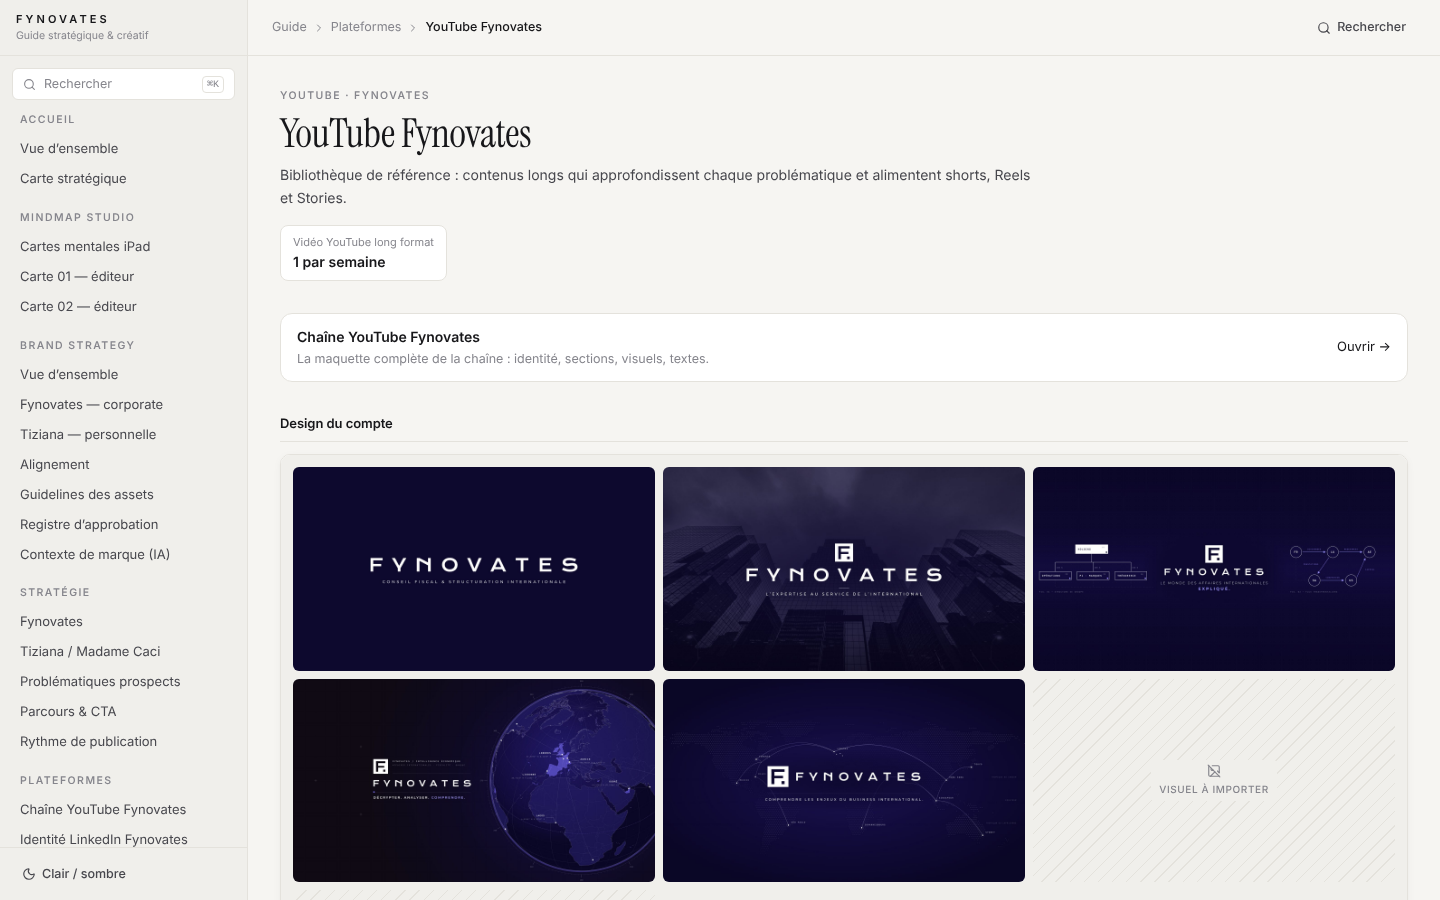 FYNOVATES
Guide stratégique & créatif
Rechercher
⌘K
ACCUEIL
Vue d’ensemble
Carte stratégique
MINDMAP STUDIO
Cartes mentales iPad
Carte 01 — éditeur
Carte 02 — éditeur
BRAND STRATEGY
Vue d’ensemble
Fynovates — corporate
Tiziana — personnelle
Alignement
Guidelines des assets
Registre d’approbation
Contexte de marque (IA)
STRATÉGIE
Fynovates
Tiziana / Madame Caci
Problématiques prospects
Parcours & CTA
Rythme de publication
PLATEFORMES
Chaîne YouTube Fynovates
Identité LinkedIn Fynovates
Clair / sombre
Guide > Plateformes > YouTube Fynovates
Rechercher
YOUTUBE · FYNOVATES
YouTube Fynovates
Bibliothèque de référence : contenus longs qui approfondissent chaque problématique et alimentent shorts, Reels
et Stories.
Vidéo YouTube long format
1 par semaine
Chaîne YouTube Fynovates
La maquette complète de la chaîne : identité, sections, visuels, textes.
Ouvrir →
Design du compte
FYNOVATES
CONSEIL FISCAL & STRUCTURATION INTERNATIONALE
FYNOVATES
L'EXPERTISE AU SERVICE DE L'INTERNATIONAL
FYNOVATES
LE MONDE DES AFFAIRES INTERNATIONALES
EXPLIQUÉ.
FYNOVATES
DÉCRYPTER. ANALYSER. COMPRENDRE.
FYNOVATES
COMPRENDRE LES ENJEUX DU BUSINESS INTERNATIONAL
VISUEL À IMPORTER